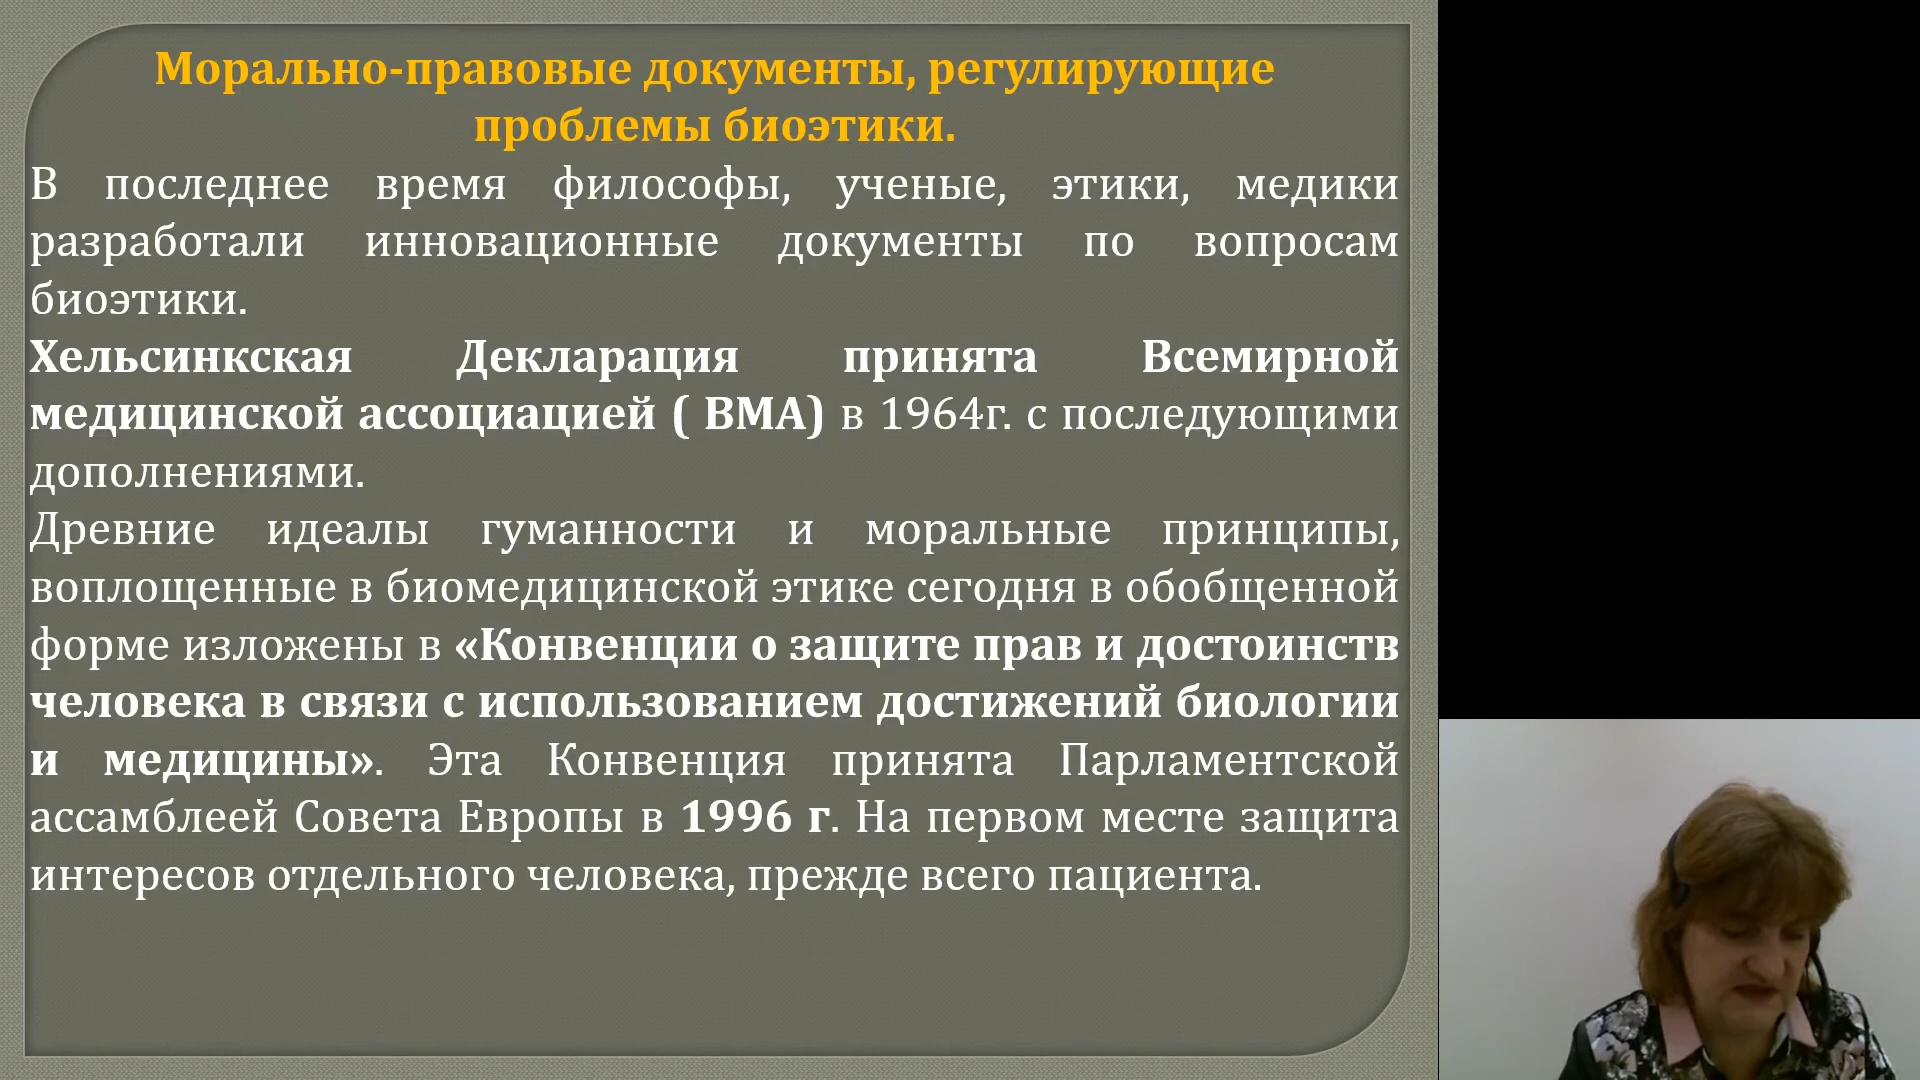 Морально-правовые документы, регулирующие
проблемы биоэтики.
В последнее время философы, ученые, этики, медики
разработали инновационные документы по вопросам
биоэтики.
Хельсинкская Декларация принята Всемирной
медицинской ассоциацией ( ВМА) в 1964г. с последующими
дополнениями.
Древние идеалы гуманности и моральные принципы,
воплощенные в биомедицинской этике сегодня в обобщенной
форме изложены в «Конвенции о защите прав и достоинств
человека в связи с использованием достижений биологии
и медицины». Эта Конвенция принята Парламентской
ассамблеей Совета Европы в 1996 г. На первом месте защита
интересов отдельного человека, прежде всего пациента.